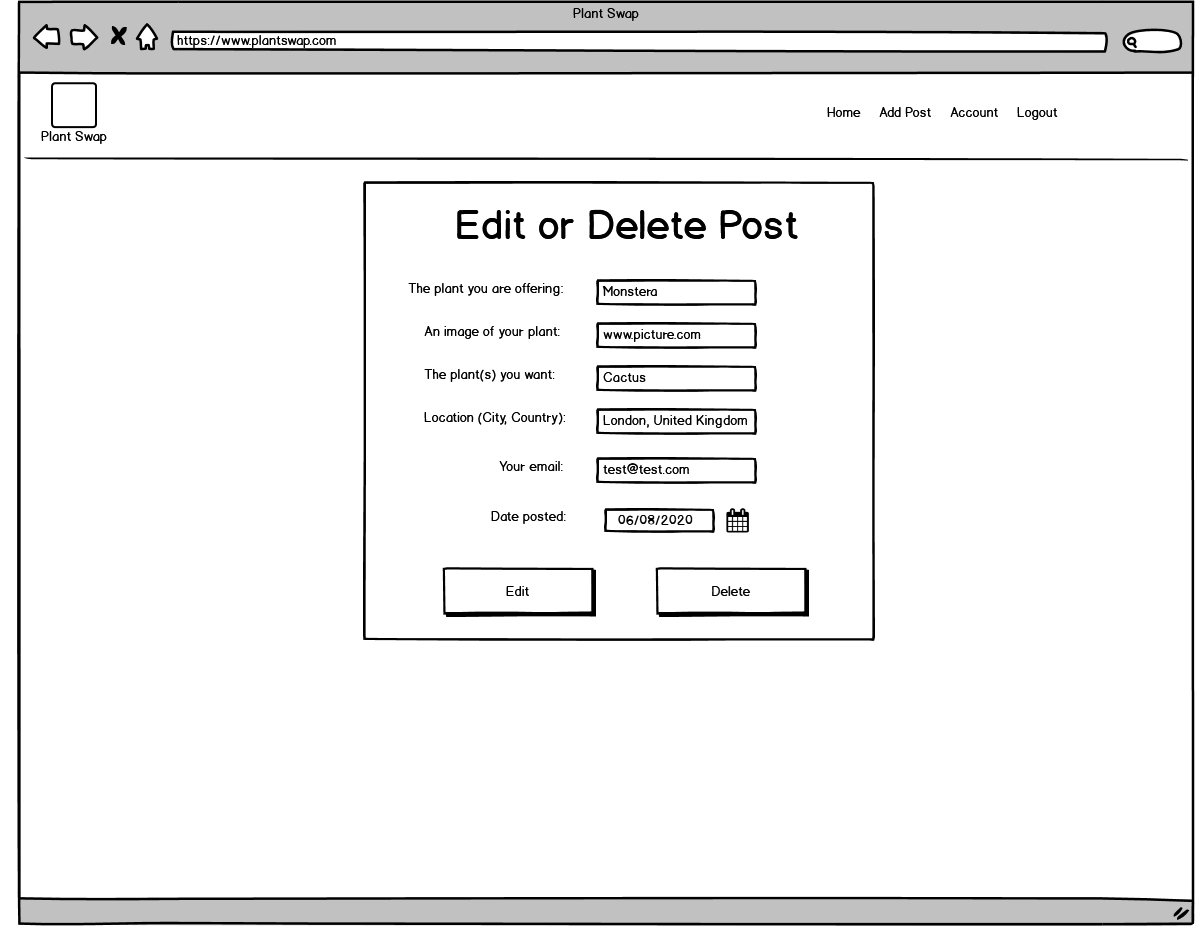 Plant Swap
https://www.plantswap.com
Plant Swap
Home Add Post Account Logout
Edit or Delete Post
The plant you are offering: Monstera
An image of your plant: www.picture.com
The plant(s) you want: Cactus
Location (City, Country): London, United Kingdom
Your email: test@test.com
Date posted: 06/08/2020
Edit Delete